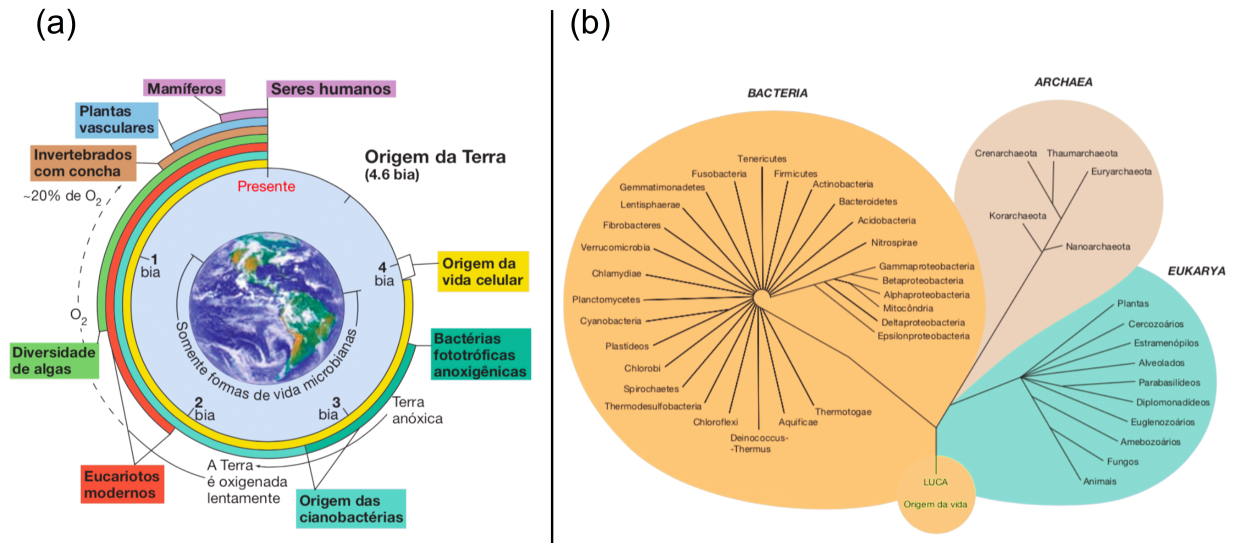 (a)
Mamíferos
Seres humanos
Plantas
vasculares
Invertebrados
com concha
~20% de O2
Origem da Terra
(4.6 bia)
Presente
1
bia
4
bia
Origem da
vida celular
O2
Somente formas de vida microbianas
Bactérias
fototróficas
anoxigênicas
Diversidade
de algas
2
bia
3
bia
Terra
anóxica
Eucariotos
modernos
A Terra
é oxigenada
lentamente
Origem das
cianobactérias
(b)
BACTERIA
Tenericutes
Fusobacteria
Firmicutes
Gemmatimonadetes
Actinobacteria
Lentisphaerae
Bacteroidetes
Fibrobacteres
Acidobacteria
Verrucomicrobia
Nitrospirae
Chlamydiae
Gammaproteobacteria
Betaproteobacteria
Planctomycetes
Alphaproteobacteria
Mitocôndria
Cyanobacteria
Deltaproteobacteria
Epsilonproteobacteria
Plastídeos
Chlorobi
Spirochaetes
Thermodesulfobacteria
Thermotogae
Chloroflexi
Aquificae
Deinococcus-
-Thermus
ARCHAEA
Crenarchaeota
Thaumarchaeota
Euryarchaeota
Korarchaeota
Nanoarchaeota
EUKARYA
Plantas
Cercozoários
Estramenópilos
Alveolados
Parabasilídeos
Diplomonadídeos
Euglenozoários
Amebozoários
Fungos
Animais
LUCA
Origem da vida